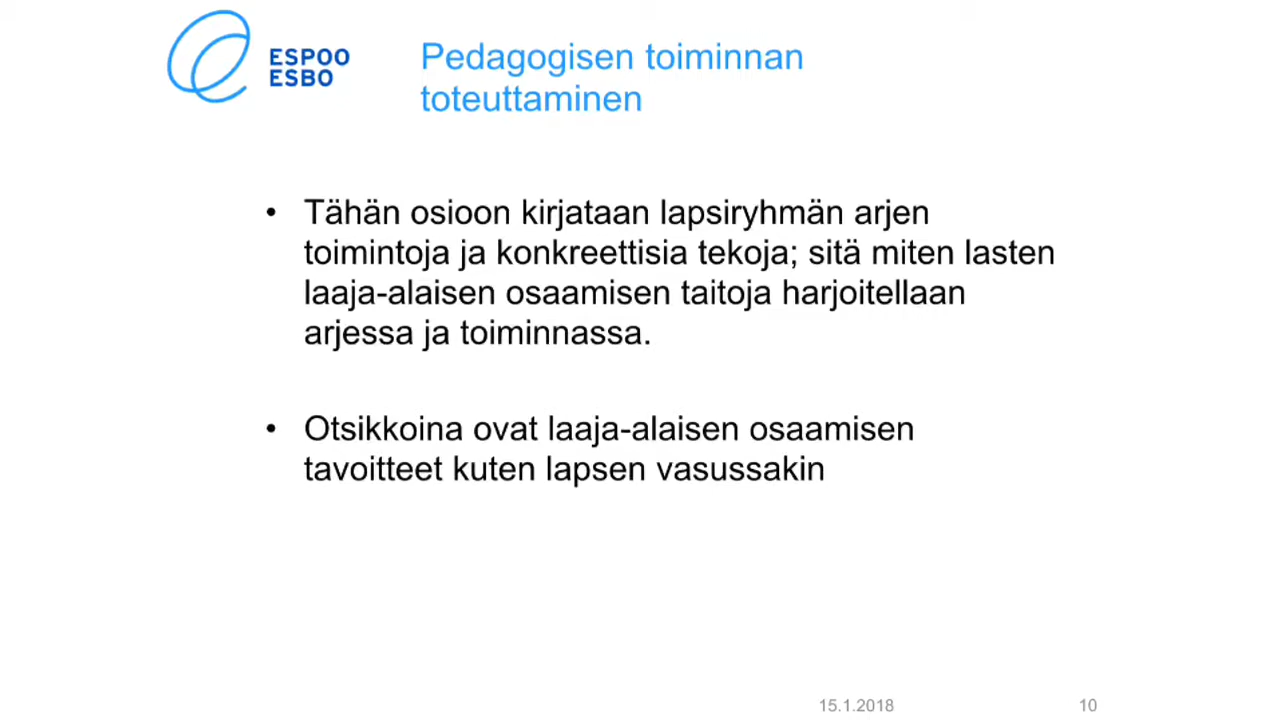 ESPOO
ESBO
Pedagogisen toiminnan
toteuttaminen
• Tähän osioon kirjataan lapsiryhmän arjen
toimintoja ja konkreettisia tekoja; sitä miten lasten
laaja-alaisen osaamisen taitoja harjoitellaan
arjessa ja toiminnassa.
• Otsikkoina ovat laaja-alaisen osaamisen
tavoitteet kuten lapsen vasussakin
15.1.2018 10